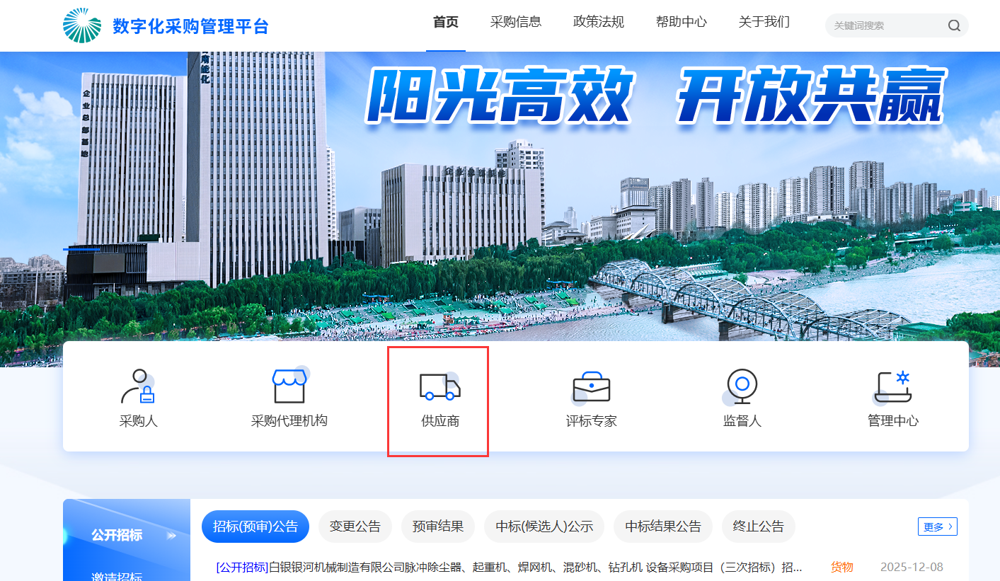 数字化采购管理平台
首页 采购信息 政策法规 帮助中心 关于我们
关键词搜索
阳光高效 开放共赢
企业总部基地
肃能化
采购人 采购代理机构 供应商 评标专家 监督人 管理中心
公开招标
邀请招标
招标(预审)公告 变更公告 预审结果 中标(候选人)公示 中标结果公告 终止公告
更多
[公开招标]白银银河机械制造有限公司脉冲除尘器、起重机、焊网机、混砂机、钻孔机 设备采购项目（三次招标）招... 货物 2025-12-08